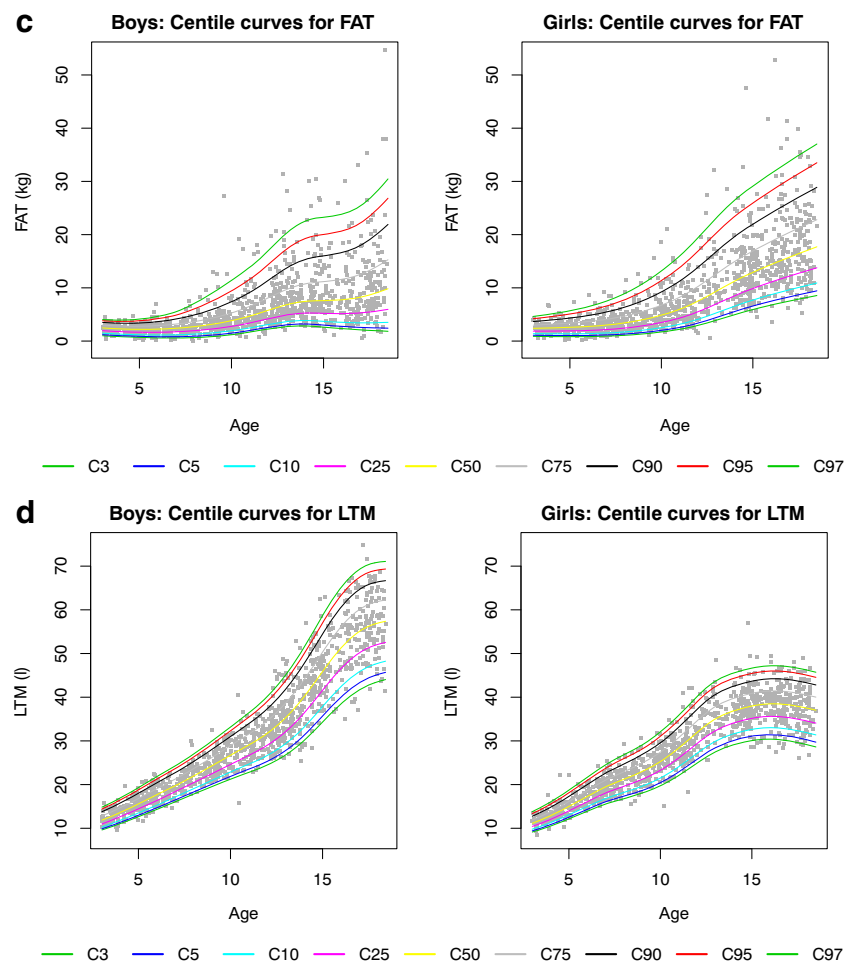 c
Boys: Centile curves for FAT
FAT (kg)
50
40
30
20
10
0
5 10 15
Age
Girls: Centile curves for FAT
FAT (kg)
50
40
30
20
10
0
5 10 15
Age
C3 C5 C10 C25 C50 C75 C90 C95 C97
d
Boys: Centile curves for LTM
LTM (l)
70
60
50
40
30
20
10
5 10 15
Age
Girls: Centile curves for LTM
LTM (l)
70
60
50
40
30
20
10
5 10 15
Age
C3 C5 C10 C25 C50 C75 C90 C95 C97